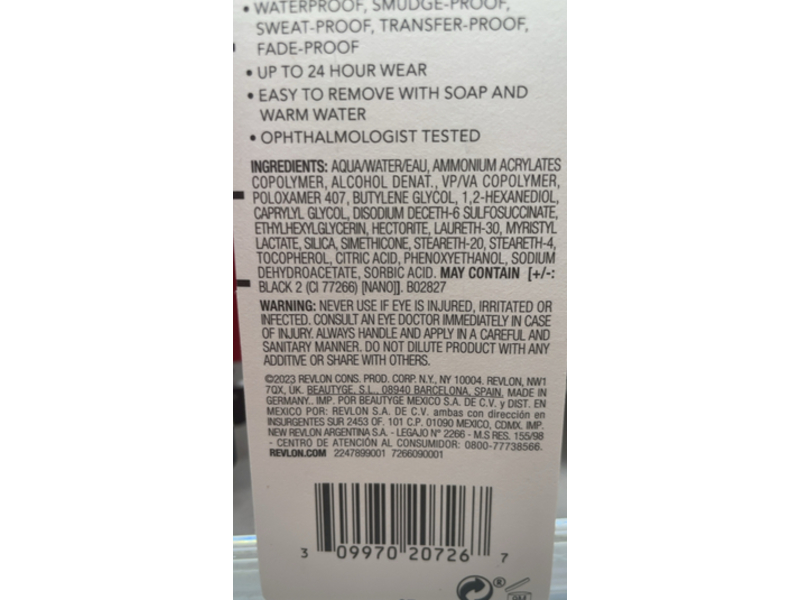 • WATERPROOF, SMUDGE-PROOF,
SWEAT-PROOF, TRANSFER-PROOF,
FADE-PROOF
• UP TO 24 HOUR WEAR
• EASY TO REMOVE WITH SOAP AND
WARM WATER
• OPHTHALMOLOGIST TESTED
INGREDIENTS: AQUA/WATER/EAU, AMMONIUM ACRYLATES
COPOLYMER, ALCOHOL DENAT., VP/VA COPOLYMER,
POLOXAMER 407, BUTYLENE GLYCOL, 1,2-HEXANEDIOL,
CAPRYLYL GLYCOL, DISODIUM DECETH-6 SULFOSUCCINATE,
ETHYLHEXYLGLYCERIN, HECTORITE, LAURETH-30, MYRISTYL
LACTATE, SILICA, SIMETHICONE, STEARETH-20, STEARETH-4,
TOCOPHEROL, CITRIC ACID, PHENOXYETHANOL, SODIUM
DEHYDROACETATE, SORBIC ACID. MAY CONTAIN [+/-:
BLACK 2 (CI 77266) [NANO]]. B02827
WARNING: NEVER USE IF EYE IS INJURED, IRRITATED OR
INFECTED. CONSULT AN EYE DOCTOR IMMEDIATELY IN CASE
OF INJURY. ALWAYS HANDLE AND APPLY IN A CAREFUL AND
SANITARY MANNER. DO NOT DILUTE PRODUCT WITH ANY
ADDITIVE OR SHARE WITH OTHERS.
©2023 REVLON CONS. PROD. CORP. N.Y., NY 10004. REVLON, NW1
7QX, UK. BEAUTYGE, S.L., 08940 BARCELONA, SPAIN. MADE IN
GERMANY.. IMP. POR BEAUTYGE MEXICO S.A. DE C.V. y DIST. EN
MEXICO POR: REVLON S.A. DE C.V. ambas con dirección en
INSURGENTES SUR 2453 OF. 101 C.P. 01090 MEXICO, CDMX. IMP.
NEW REVLON ARGENTINA S.A. - LEGAJO N° 2266 - M.S RES. 155/98
- CENTRO DE ATENCIÓN AL CONSUMIDOR: 0800-77738566.
REVLON.COM 2247899001 7266090001
3 09970 20726 7
®